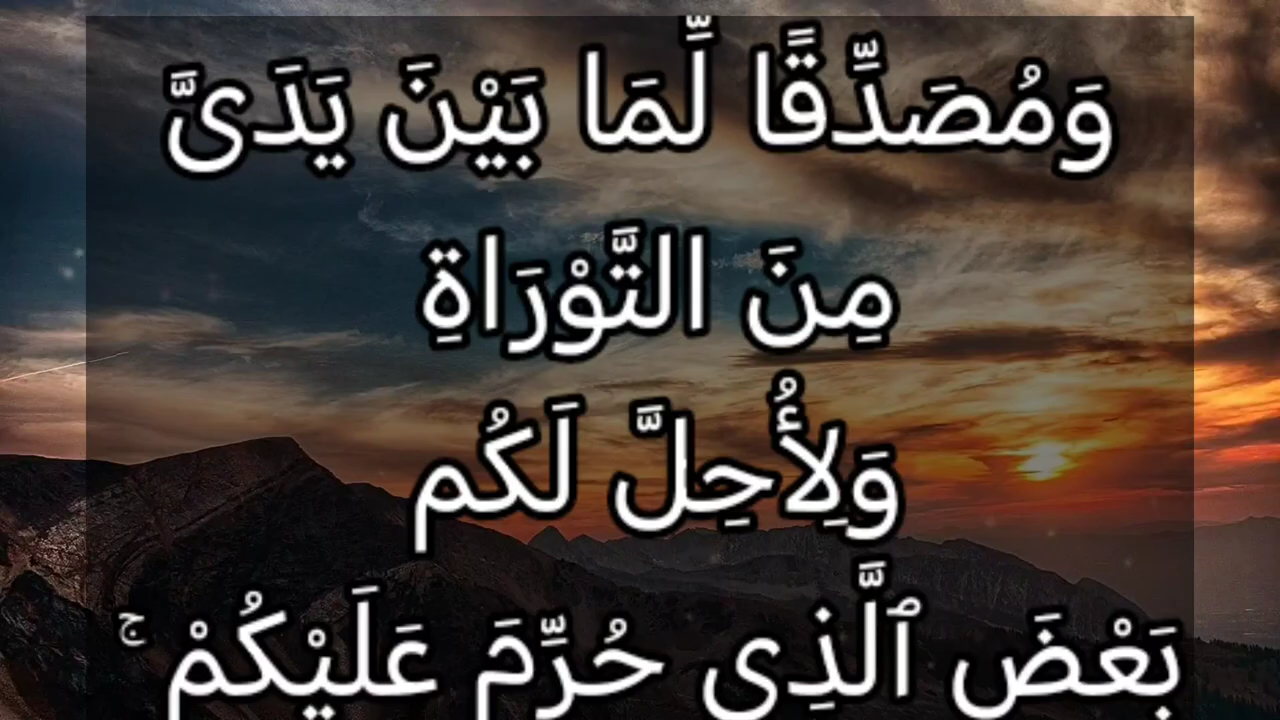 وَمُصَدِّقًا لِّمَا بَيْنَ يَدَىَّ
مِنَ التَّوْرَاةِ
وَلِأُحِلَّ لَكُم
بَعْضَ ٱلَّذِى حُرِّمَ عَلَيْكُمْ ۚ